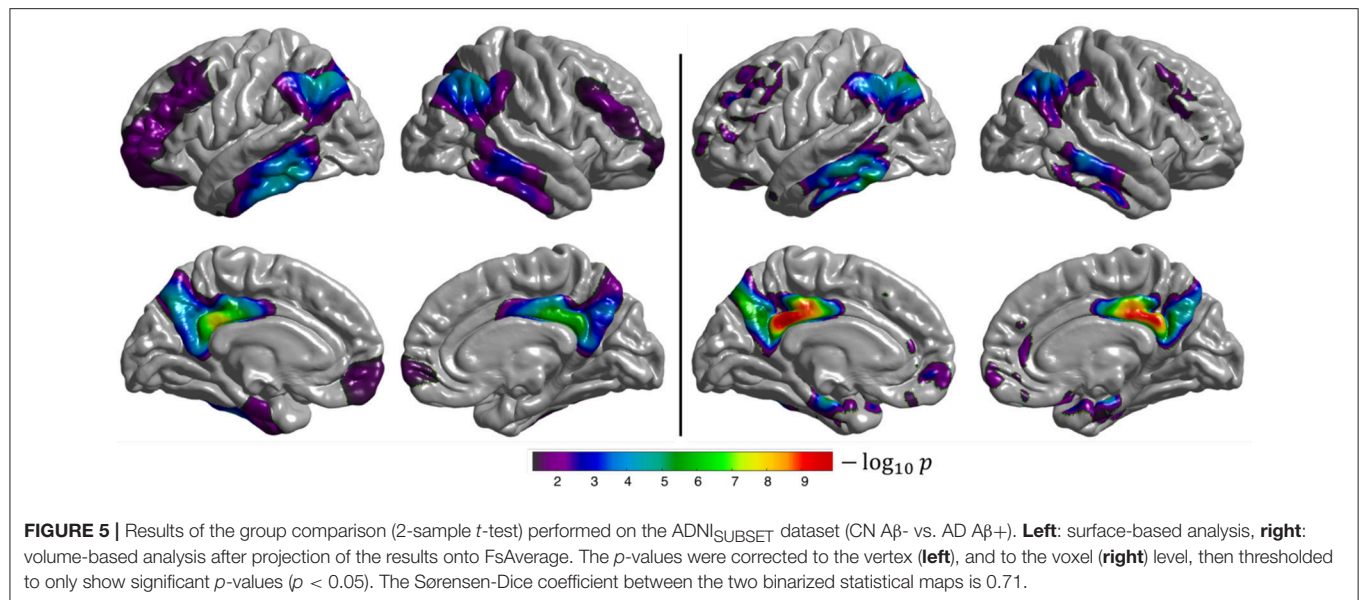 − log₁₀ p
2 3 4 5 6 7 8 9
FIGURE 5 | Results of the group comparison (2-sample t-test) performed on the ADNISUBSET dataset (CN Aβ- vs. AD Aβ+). Left: surface-based analysis, right:
volume-based analysis after projection of the results onto FsAverage. The p-values were corrected to the vertex (left), and to the voxel (right) level, then thresholded
to only show significant p-values (p < 0.05). The Sørensen-Dice coefficient between the two binarized statistical maps is 0.71.